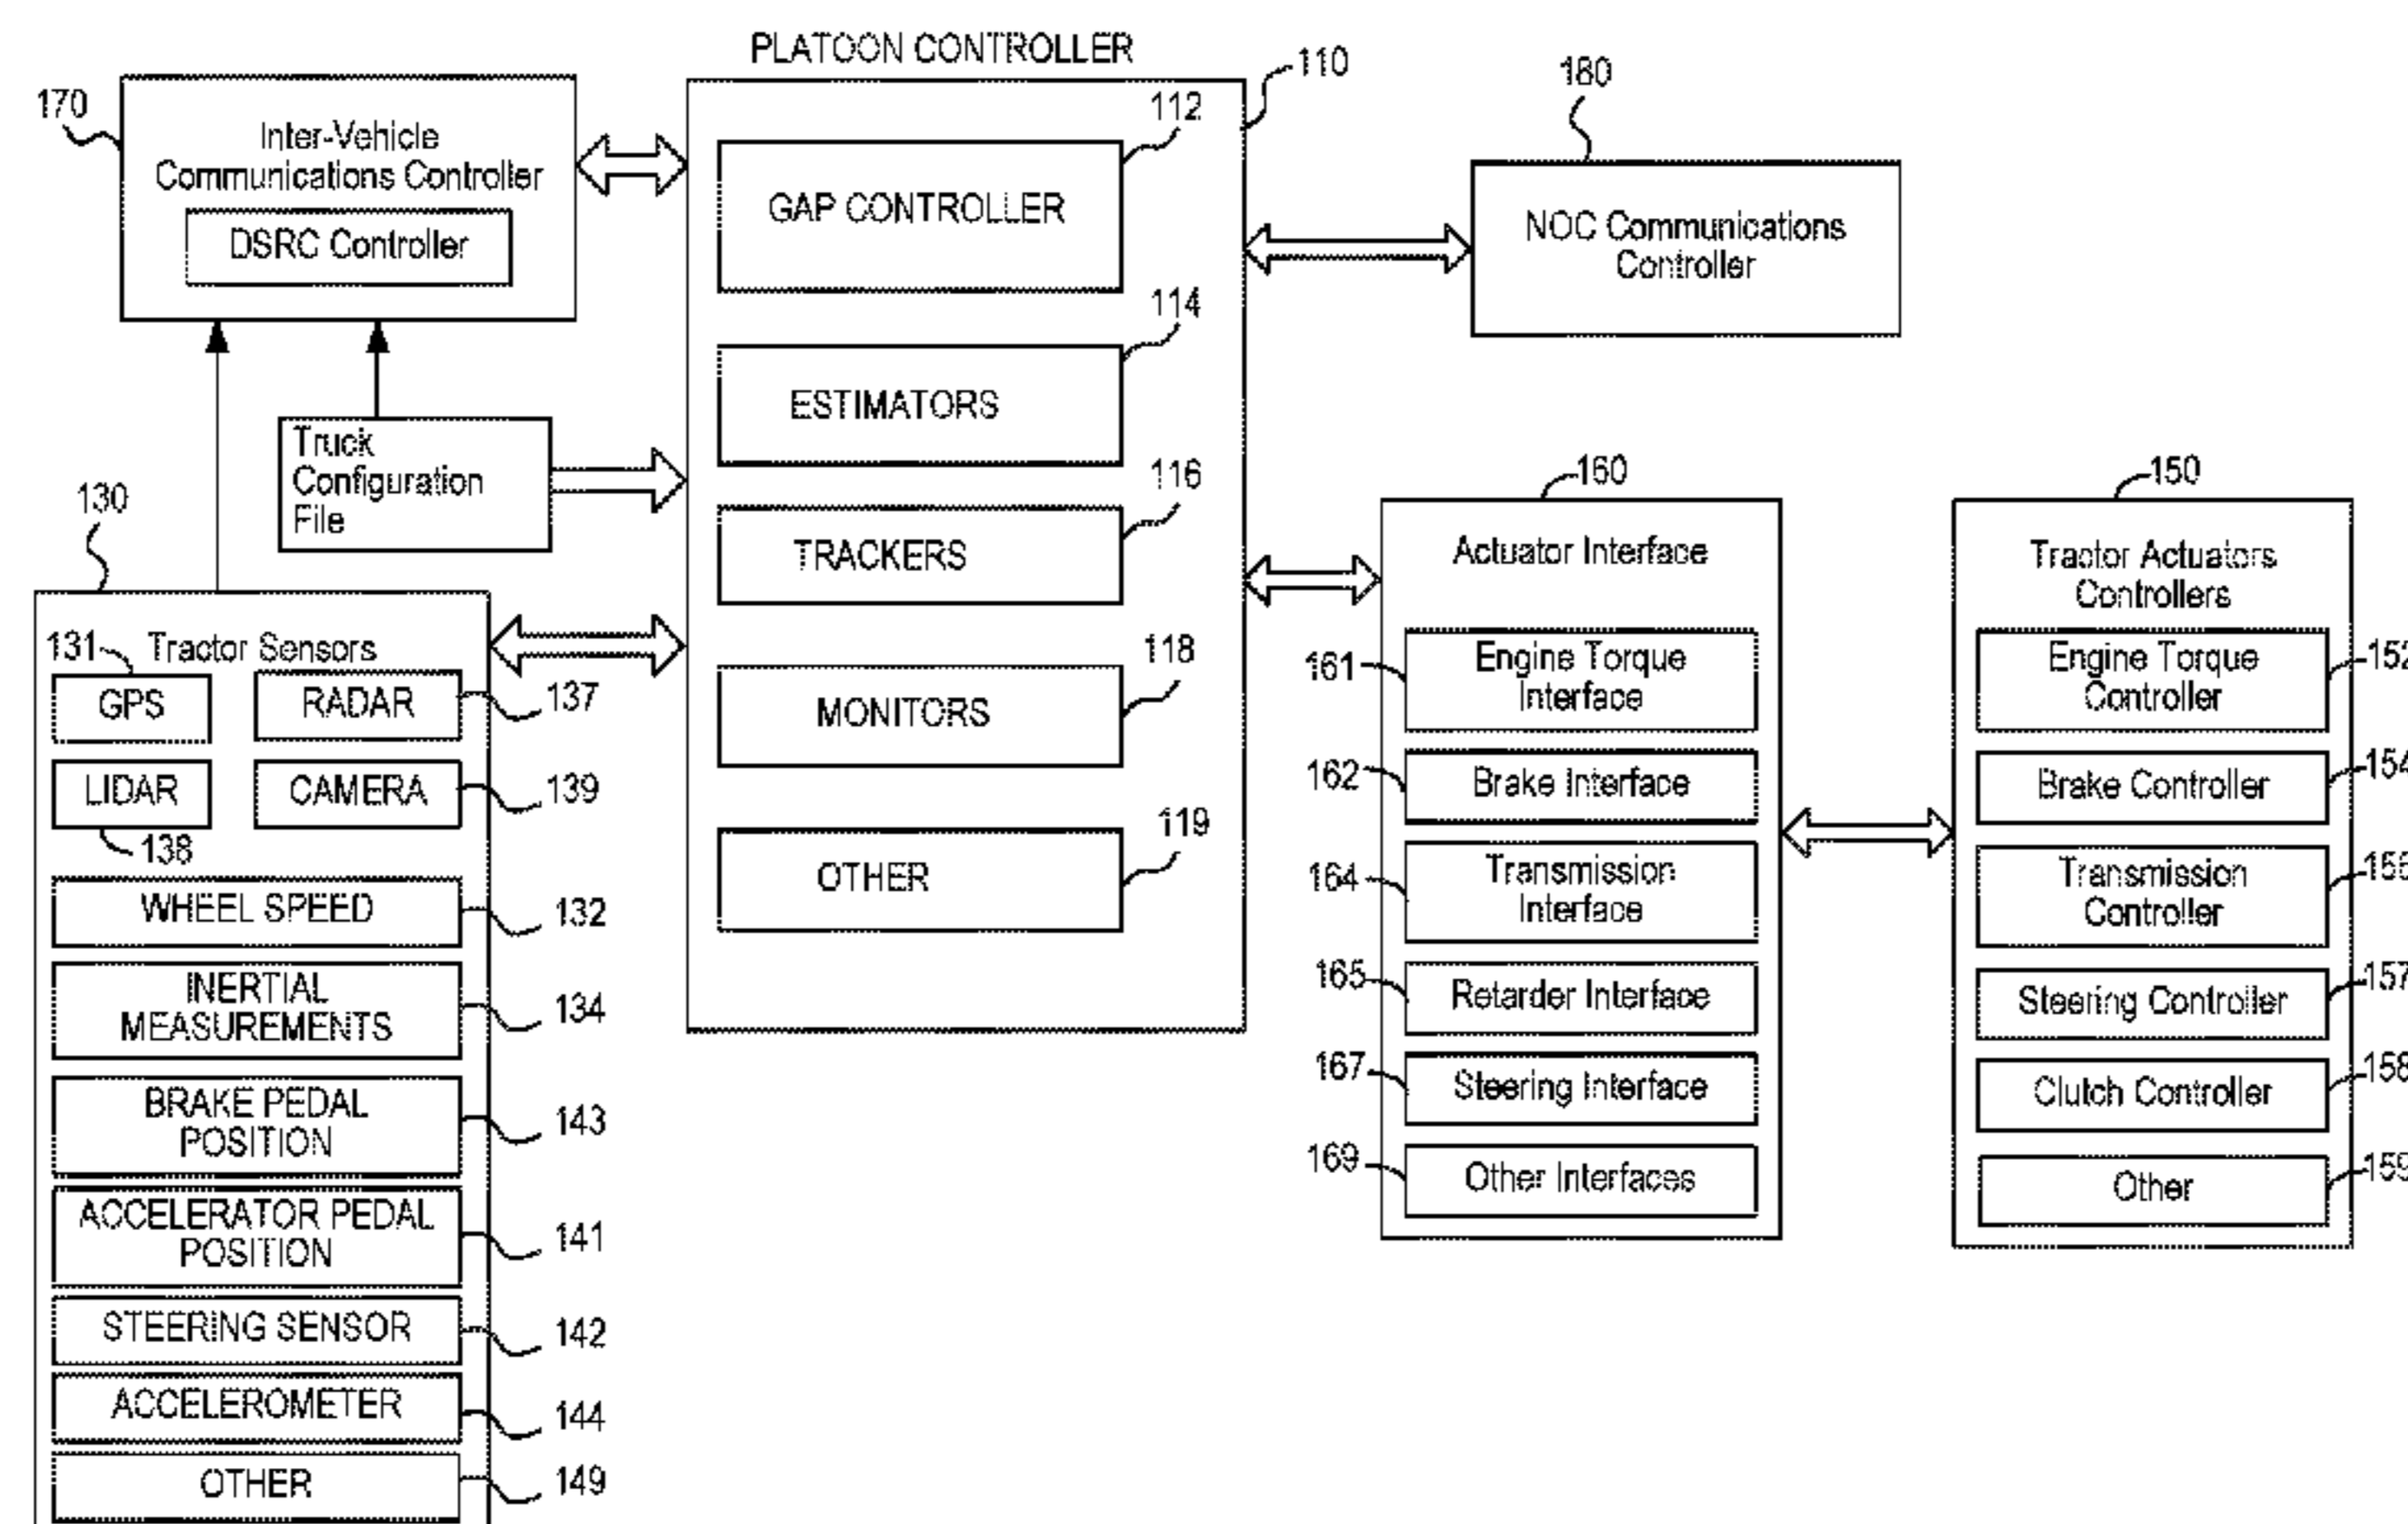 PLATOON CONTROLLER
110
170
Inter-Vehicle
Communications Controller
DSRC Controller
112
GAP CONTROLLER
180
NOC Communications
Controller
114
ESTIMATORS
Truck
Configuration
File
116
TRACKERS
118
MONITORS
119
OTHER
130
Tractor Sensors
131
GPS
RADAR
137
LIDAR
138
CAMERA
139
WHEEL SPEED
132
INERTIAL
MEASUREMENTS
134
BRAKE PEDAL
POSITION
143
ACCELERATOR PEDAL
POSITION
141
STEERING SENSOR
142
ACCELEROMETER
144
OTHER
149
160
Actuator Interface
161
Engine Torque
Interface
162
Brake Interface
164
Transmission
Interface
165
Retarder Interface
167
Steering Interface
169
Other Interfaces
150
Tractor Actuators
Controllers
Engine Torque
Controller
152
Brake Controller
154
Transmission
Controller
Steering Controller
157
Clutch Controller
158
Other
159